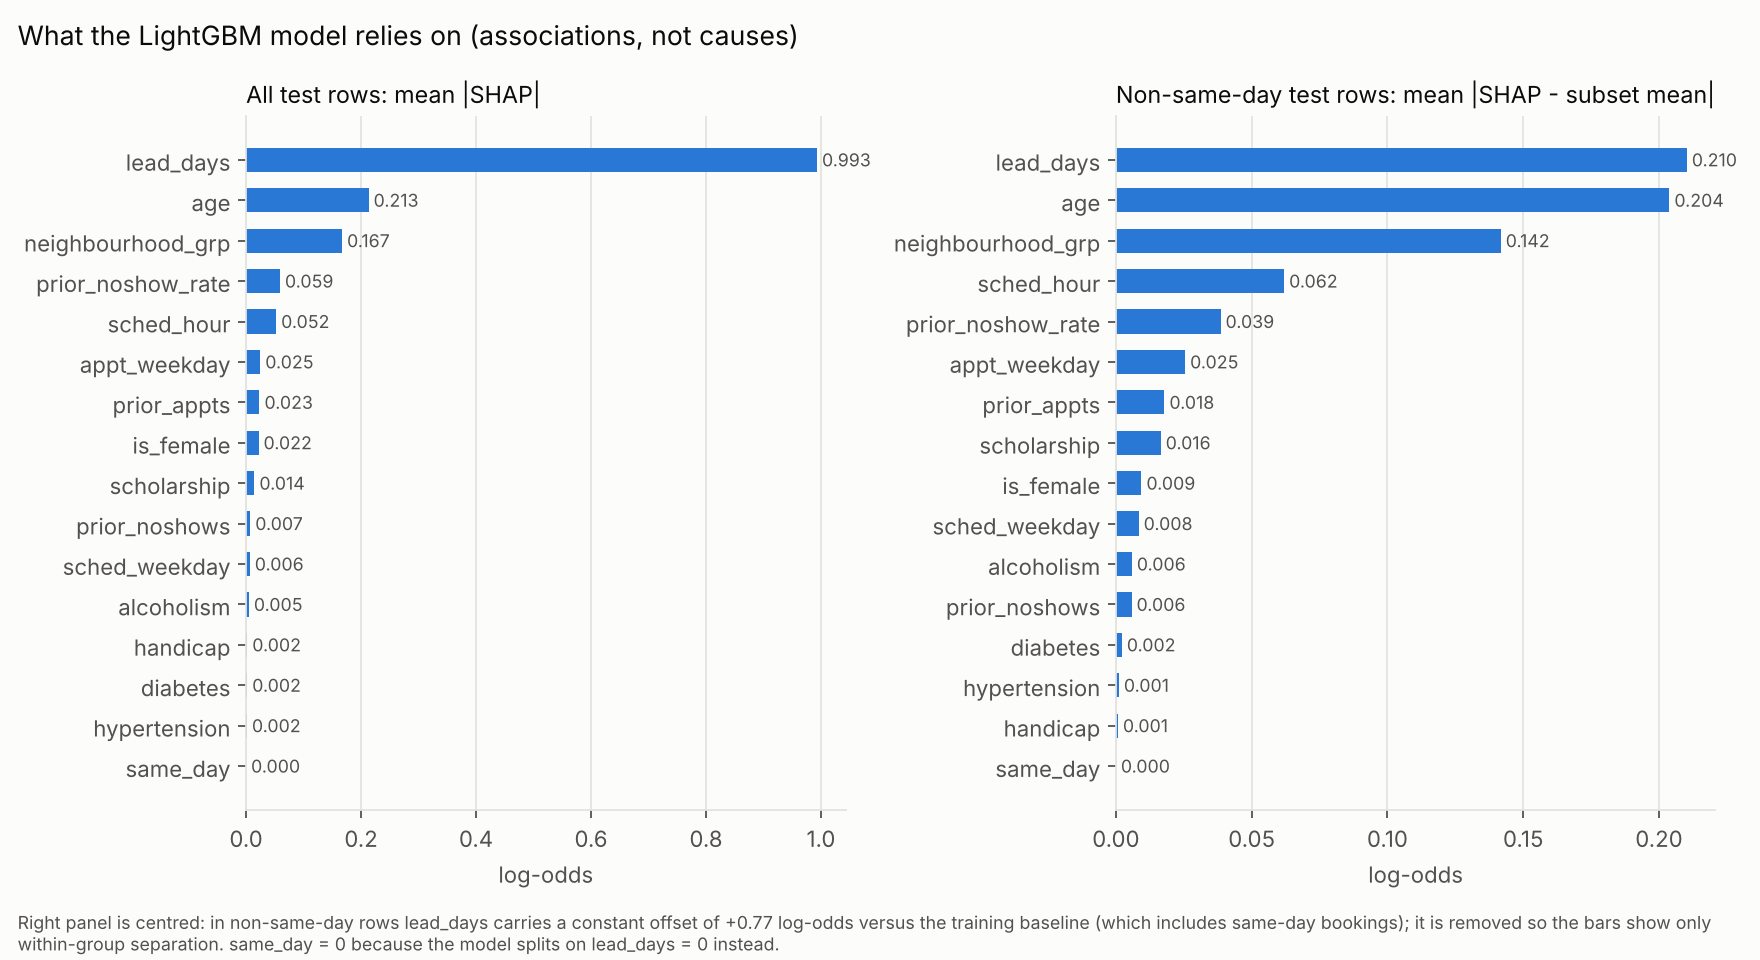 What the LightGBM model relies on (associations, not causes)
All test rows: mean |SHAP|
lead_days 0.993
age 0.213
neighbourhood_grp 0.167
prior_noshow_rate 0.059
sched_hour 0.052
appt_weekday 0.025
prior_appts 0.023
is_female 0.022
scholarship 0.014
prior_noshows 0.007
sched_weekday 0.006
alcoholism 0.005
handicap 0.002
diabetes 0.002
hypertension 0.002
same_day 0.000
0.0 0.2 0.4 0.6 0.8 1.0
log-odds
Non-same-day test rows: mean |SHAP - subset mean|
lead_days 0.210
age 0.204
neighbourhood_grp 0.142
sched_hour 0.062
prior_noshow_rate 0.039
appt_weekday 0.025
prior_appts 0.018
scholarship 0.016
is_female 0.009
sched_weekday 0.008
alcoholism 0.006
prior_noshows 0.006
diabetes 0.002
hypertension 0.001
handicap 0.001
same_day 0.000
0.00 0.05 0.10 0.15 0.20
log-odds
Right panel is centred: in non-same-day rows lead_days carries a constant offset of +0.77 log-odds versus the training baseline (which includes same-day bookings); it is removed so the bars show only
within-group separation. same_day = 0 because the model splits on lead_days = 0 instead.